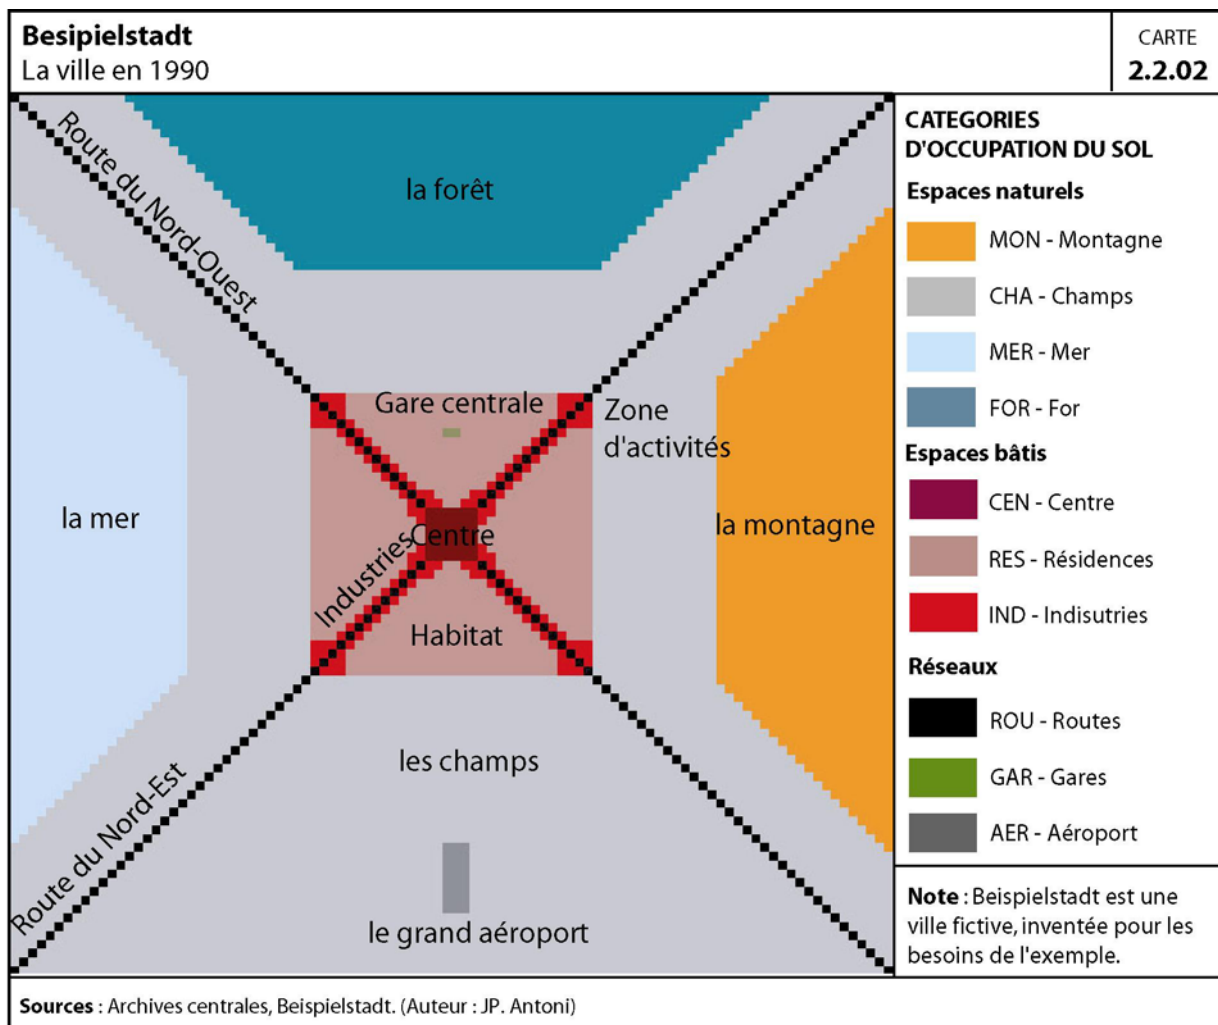 Besipielstadt
La ville en 1990
CARTE
2.2.02
Route du Nord-Ouest
la forêt
Gare centrale
Zone
d'activités
la mer
Centre
la montagne
Industries
Habitat
les champs
Route du Nord-Est
le grand aéroport
CATEGORIES
D'OCCUPATION DU SOL
Espaces naturels
MON - Montagne
CHA - Champs
MER - Mer
FOR - For
Espaces bâtis
CEN - Centre
RES - Résidences
IND - Indisutries
Réseaux
ROU - Routes
GAR - Gares
AER - Aéroport
Note : Beispielstadt est une
ville fictive, inventée pour les
besoins de l'exemple.
Sources : Archives centrales, Beispielstadt. (Auteur : JP. Antoni)